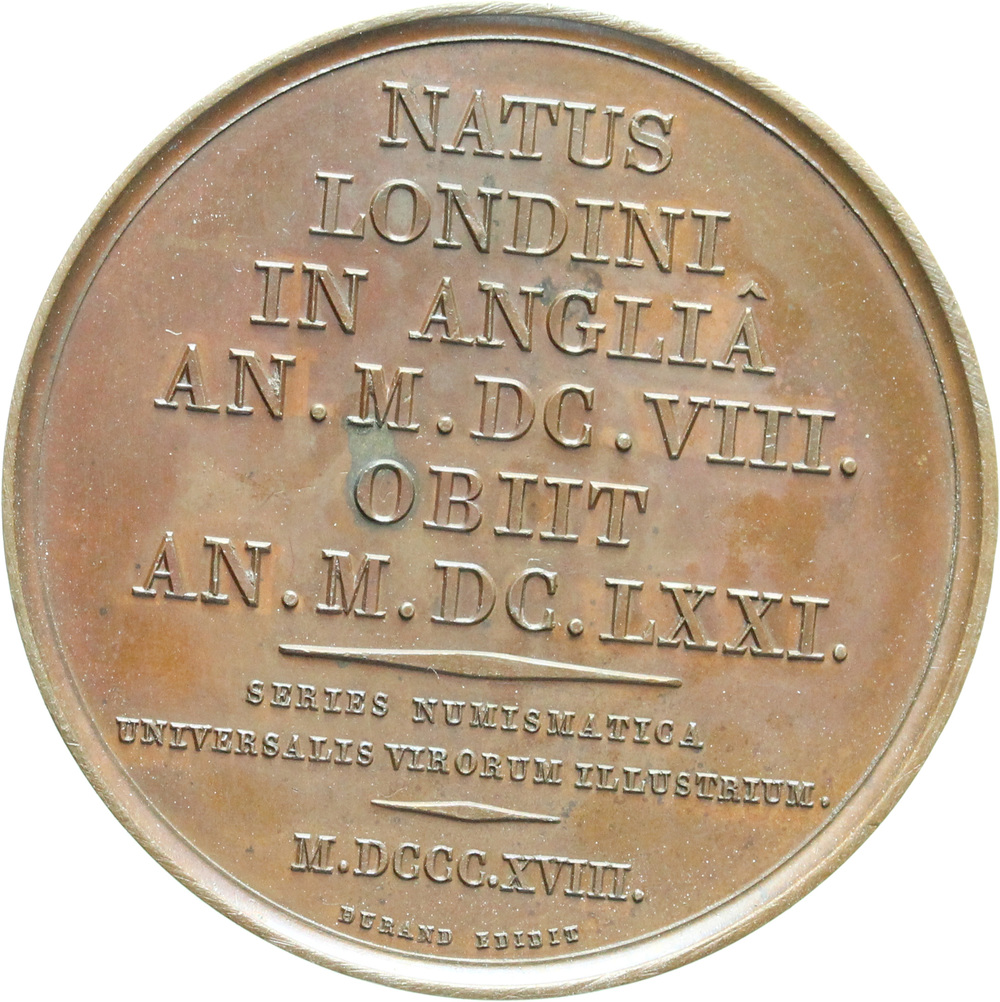 NATUS
LONDINI
IN ANGLIÂ
AN. M. DC. VIII.
OBIIT
AN. M. DC. LXXI.
SERIES NUMISMATICA
UNIVERSALIS VIRORUM ILLUSTRIUM.
M.DCCC.XVIII.
DURAND EDIDIT